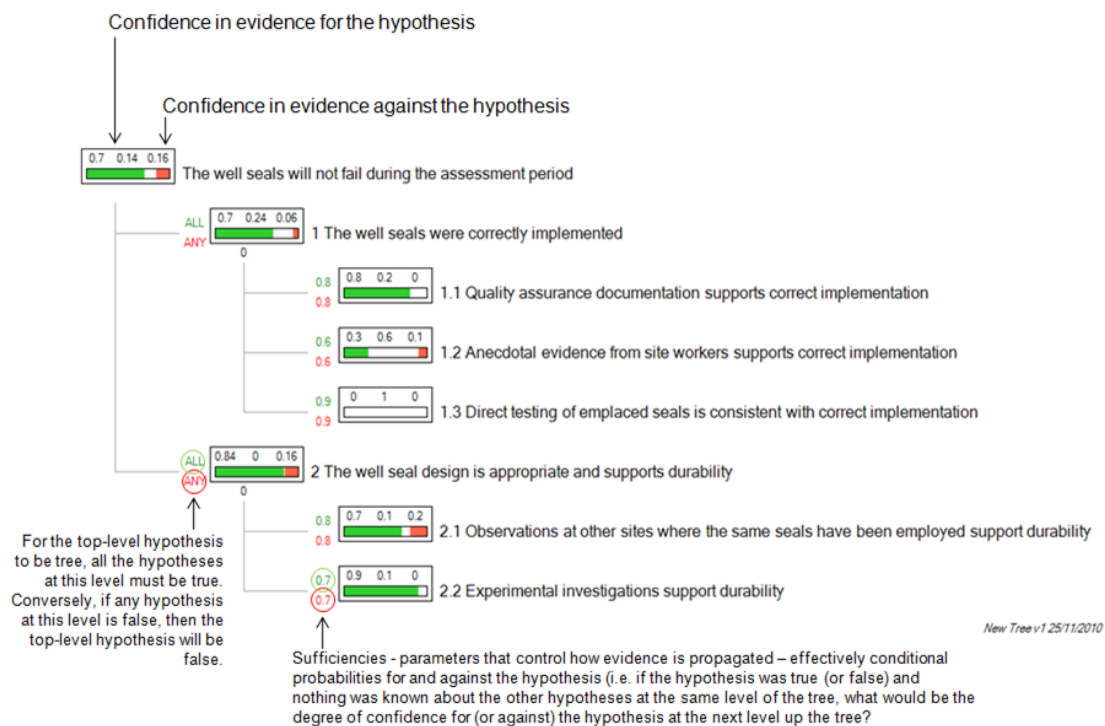 Confidence in evidence for the hypothesis
Confidence in evidence against the hypothesis
0.7 0.14 0.16
The well seals will not fail during the assessment period
ALL
ANY
0.7 0.24 0.06
1 The well seals were correctly implemented
0
0.8
0.8
0.8 0.2 0
1.1 Quality assurance documentation supports correct implementation
0.6
0.6
0.3 0.6 0.1
1.2 Anecdotal evidence from site workers supports correct implementation
0.9
0.9
0 1 0
1.3 Direct testing of emplaced seals is consistent with correct implementation
ALL
ANY
0.84 0 0.16
2 The well seal design is appropriate and supports durability
0
0.8
0.8
0.7 0.1 0.2
2.1 Observations at other sites where the same seals have been employed support durability
0.7
0.7
0.9 0.1 0
2.2 Experimental investigations support durability
For the top-level hypothesis
to be tree, all the hypotheses
at this level must be true.
Conversely, if any hypothesis
at this level is false, then the
top-level hypothesis will be
false.
New Tree v1 25/11/2010
Sufficiencies - parameters that control how evidence is propagated – effectively conditional
probabilities for and against the hypothesis (i.e. if the hypothesis was true (or false) and
nothing was known about the other hypotheses at the same level of the tree, what would be the
degree of confidence for (or against) the hypothesis at the next level up the tree?